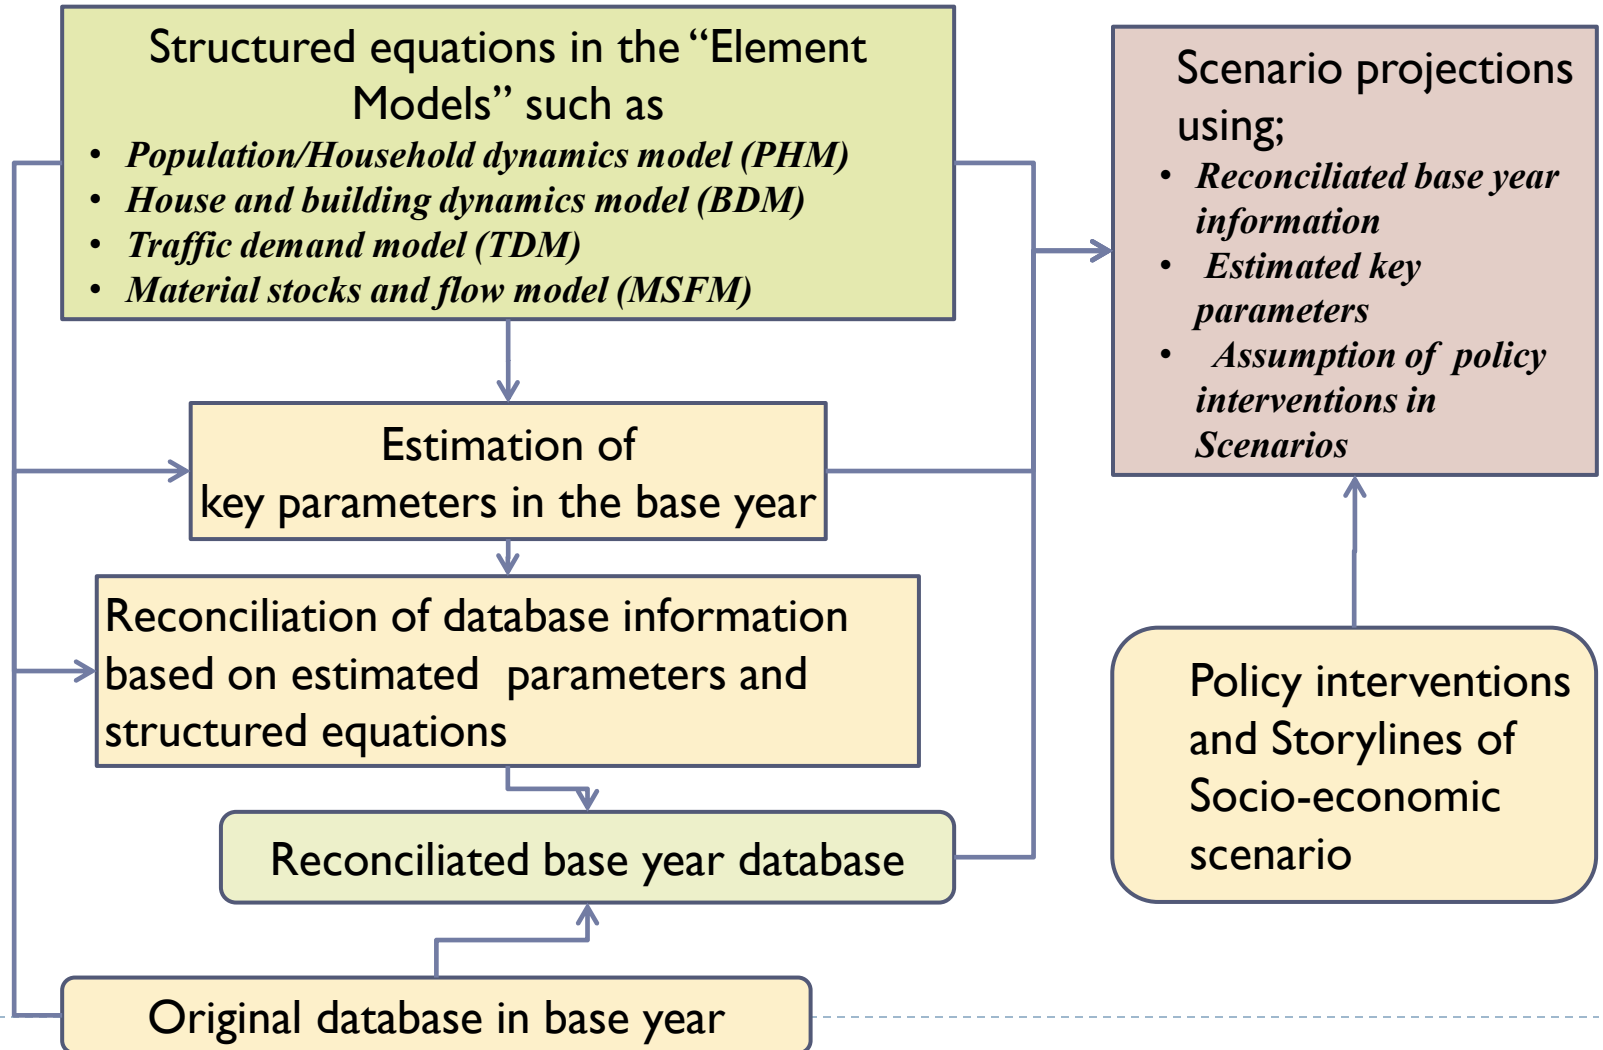 Structured equations in the “Element
Models” such as
• Population/Household dynamics model (PHM)
• House and building dynamics model (BDM)
• Traffic demand model (TDM)
• Material stocks and flow model (MSFM)
Estimation of
key parameters in the base year
Reconciliation of database information
based on estimated parameters and
structured equations
Reconciliated base year database
Original database in base year
Scenario projections
using;
• Reconciliated base year
information
• Estimated key
parameters
• Assumption of policy
interventions in
Scenarios
Policy interventions
and Storylines of
Socio-economic
scenario